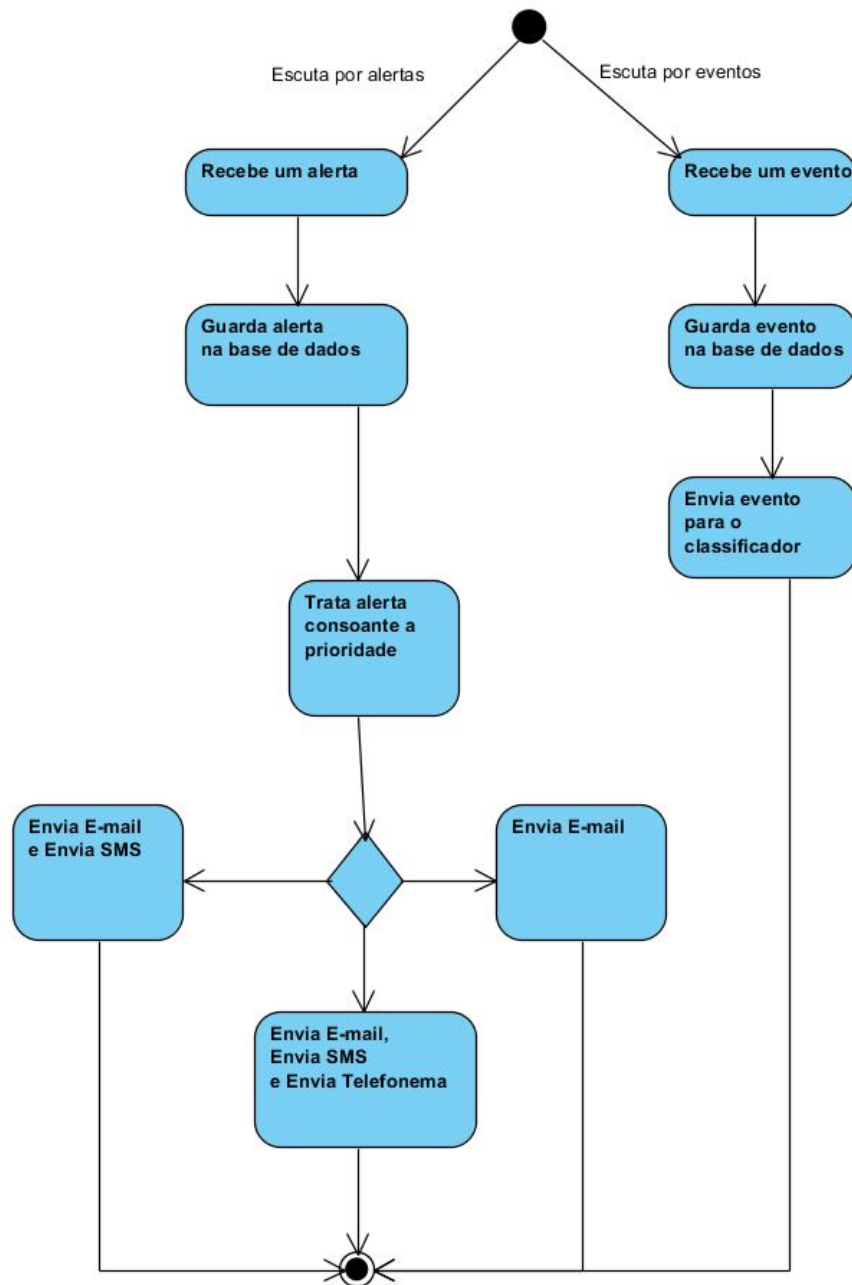 Escuta por alertas
Escuta por eventos
Recebe um alerta
Recebe um evento
Guarda alerta
na base de dados
Guarda evento
na base de dados
Envia evento
para o
classificador
Trata alerta
consoante a
prioridade
Envia E-mail
e Envia SMS
Envia E-mail
Envia E-mail,
Envia SMS
e Envia Telefonema